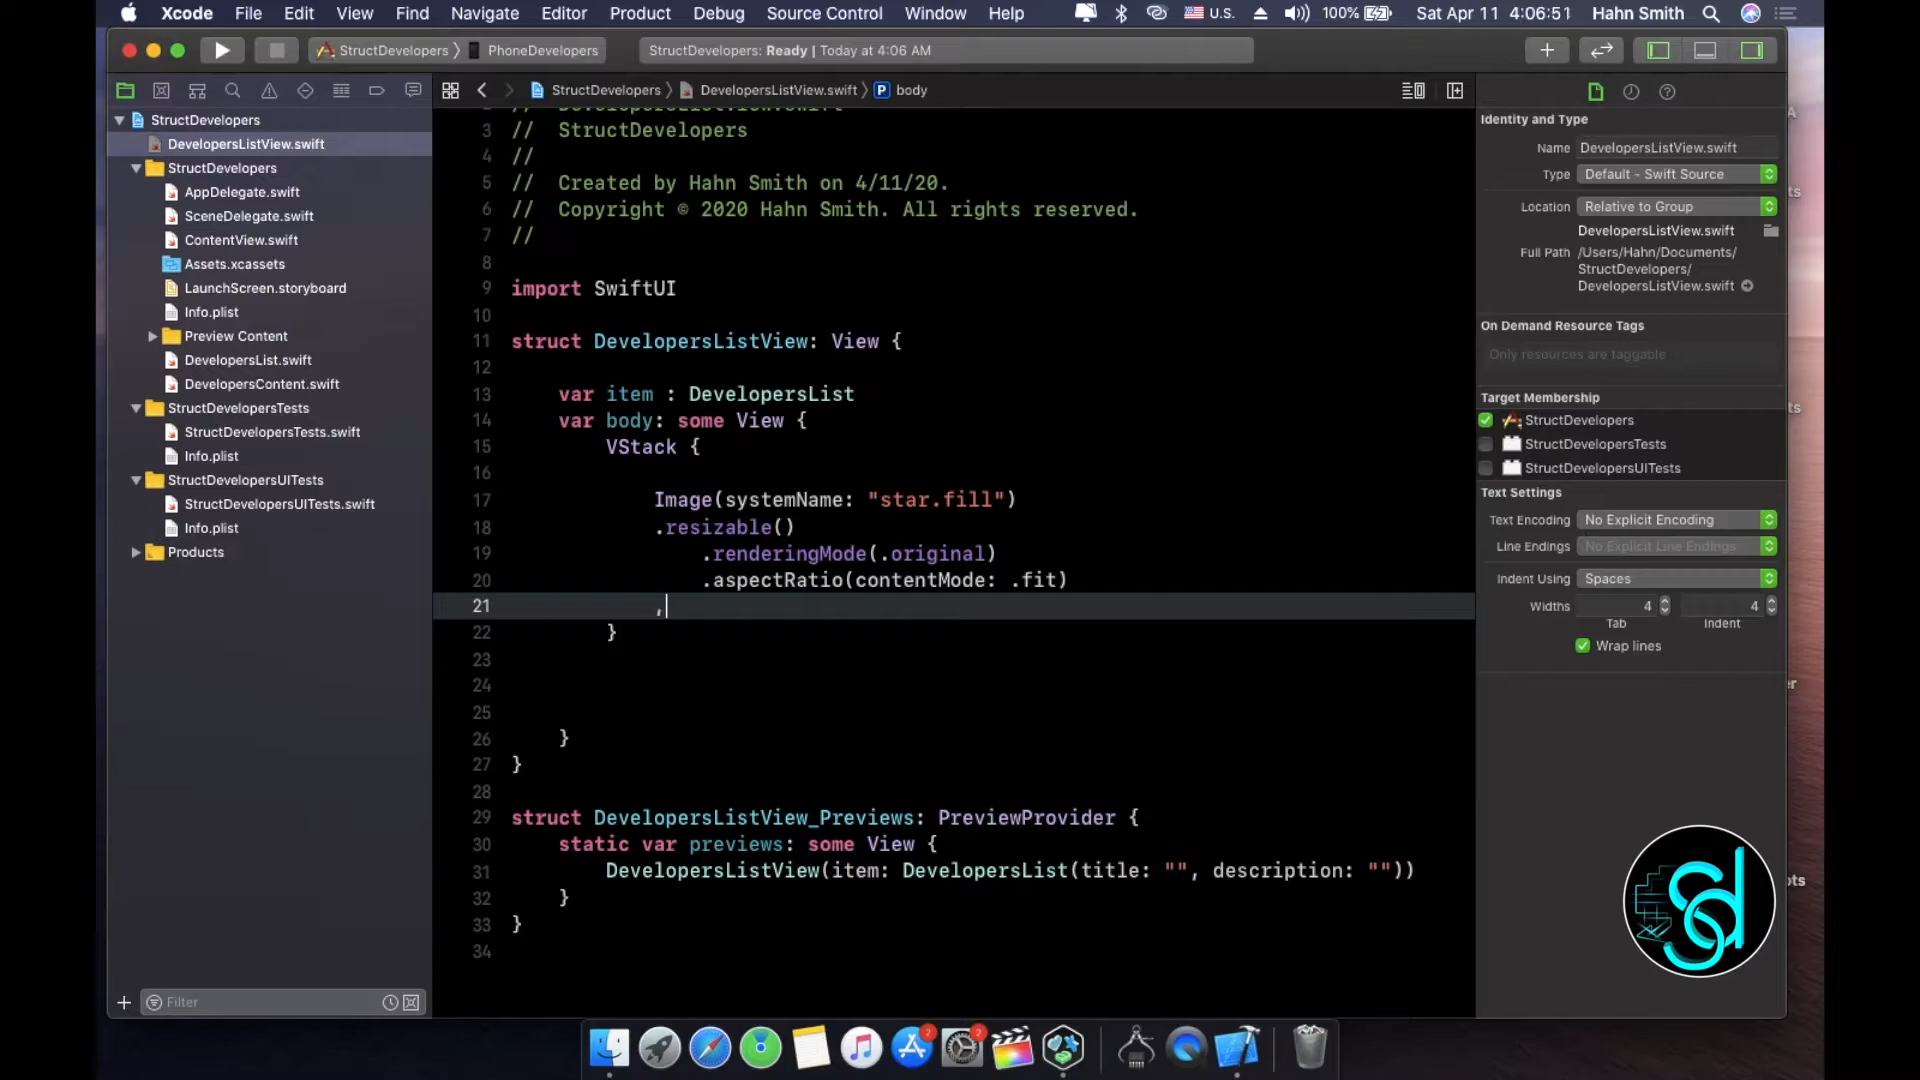 Xcode File Edit View Find Navigate Editor Product Debug Source Control Window Help U.S. 100% Sat Apr 11 4:06:51 Hahn Smith
StructDevelopers PhoneDevelopers StructDevelopers: Ready | Today at 4:06 AM
StructDevelopers DevelopersListView.swift P body
StructDevelopers
DevelopersListView.swift
StructDevelopers
AppDelegate.swift
SceneDelegate.swift
ContentView.swift
Assets.xcassets
LaunchScreen.storyboard
Info.plist
Preview Content
DevelopersList.swift
DevelopersContent.swift
StructDevelopersTests
StructDevelopersTests.swift
Info.plist
StructDevelopersUITests
StructDevelopersUITests.swift
Info.plist
Products
Filter
3 // StructDevelopers
4 //
5 // Created by Hahn Smith on 4/11/20.
6 // Copyright © 2020 Hahn Smith. All rights reserved.
7 //
8
9 import SwiftUI
10
11 struct DevelopersListView: View {
12
13 var item : DevelopersList
14 var body: some View {
15 VStack {
16
17 Image(systemName: "star.fill")
18 .resizable()
19 .renderingMode(.original)
20 .aspectRatio(contentMode: .fit)
21 ,
22 }
23
24
25
26 }
27 }
28
29 struct DevelopersListView_Previews: PreviewProvider {
30 static var previews: some View {
31 DevelopersListView(item: DevelopersList(title: "", description: ""))
32 }
33 }
34
Identity and Type
Name DevelopersListView.swift
Type Default - Swift Source
Location Relative to Group
DevelopersListView.swift
Full Path /Users/Hahn/Documents/
StructDevelopers/
DevelopersListView.swift
On Demand Resource Tags
Only resources are taggable
Target Membership
StructDevelopers
StructDevelopersTests
StructDevelopersUITests
Text Settings
Text Encoding No Explicit Encoding
Line Endings No Explicit Line Endings
Indent Using Spaces
Widths 4 4
Tab Indent
Wrap lines
sd
2 2